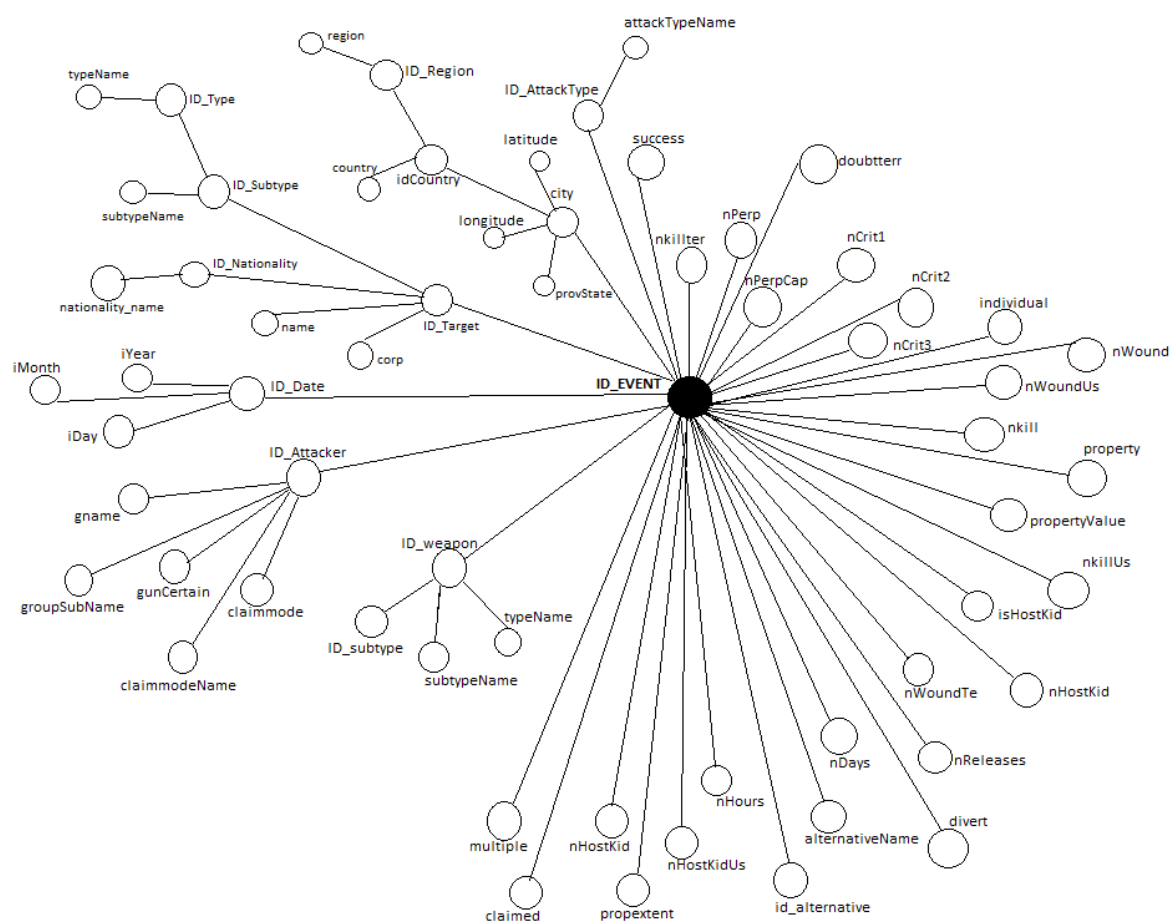 attackTypeName
region
ID_Region
typeName
ID_Type
ID_AttackType
latitude
success
doubtterr
country
idCountry
ID_Subtype
city
subtypeName
longitude
nkillter
nPerp
nCrit1
ID_Nationality
nPerpCap
nCrit2
provState
nationality_name
name
ID_Target
individual
corp
nCrit3
nWound
iYear
iMonth
ID_Date
ID_EVENT
nWoundUs
iDay
nkill
ID_Attacker
property
gname
propertyValue
ID_weapon
groupSubName
gunCertain
claimmode
nkillUs
isHostKid
typeName
ID_subtype
subtypeName
claimmodeName
nWoundTe
nHostKid
nDays
nReleases
nHours
multiple
nHostKid
alternativeName
divert
nHostKidUs
claimed
propextent
id_alternative